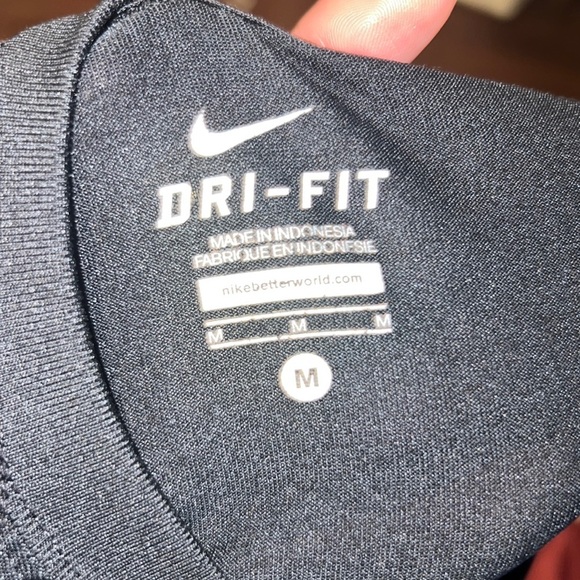 DRI-FIT
MADE IN INDONESIA
FABRIQUE EN INDONESIE
nikebetterworld.com
M M M
M